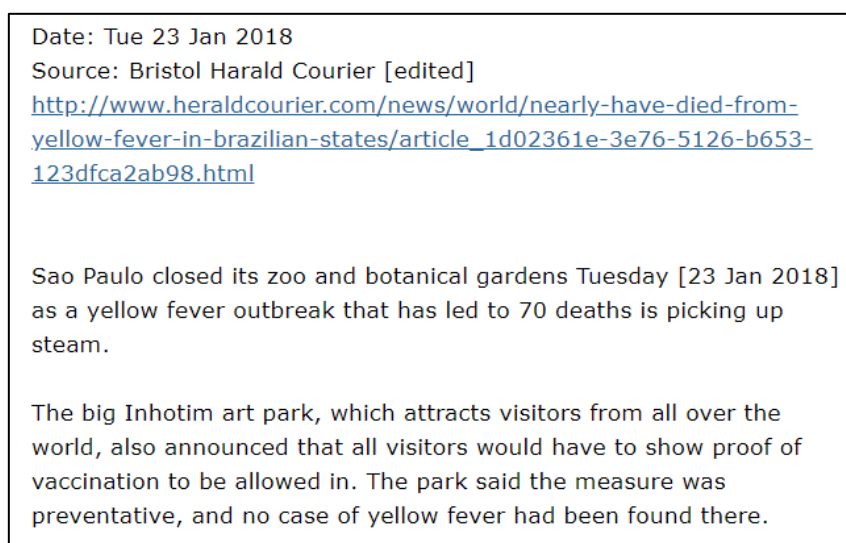 Date: Tue 23 Jan 2018
Source: Bristol Harald Courier [edited]
http://www.heraldcourier.com/news/world/nearly-have-died-from-
yellow-fever-in-brazilian-states/article_1d02361e-3e76-5126-b653-
123dfca2ab98.html
Sao Paulo closed its zoo and botanical gardens Tuesday [23 Jan 2018]
as a yellow fever outbreak that has led to 70 deaths is picking up
steam.
The big Inhotim art park, which attracts visitors from all over the
world, also announced that all visitors would have to show proof of
vaccination to be allowed in. The park said the measure was
preventative, and no case of yellow fever had been found there.